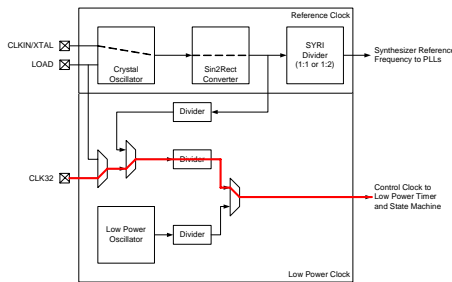 Reference Clock
CLKIN/XTAL
LOAD
Crystal
Oscillator
Sin2Rect
Converter
SYRI
Divider
(1:1 or 1:2)
Synthesizer Reference
Frequency to PLLs
Divider
CLK32
Divider
Control Clock to
Low Power Timer
and State Machine
Low Power
Oscillator
Divider
Low Power Clock